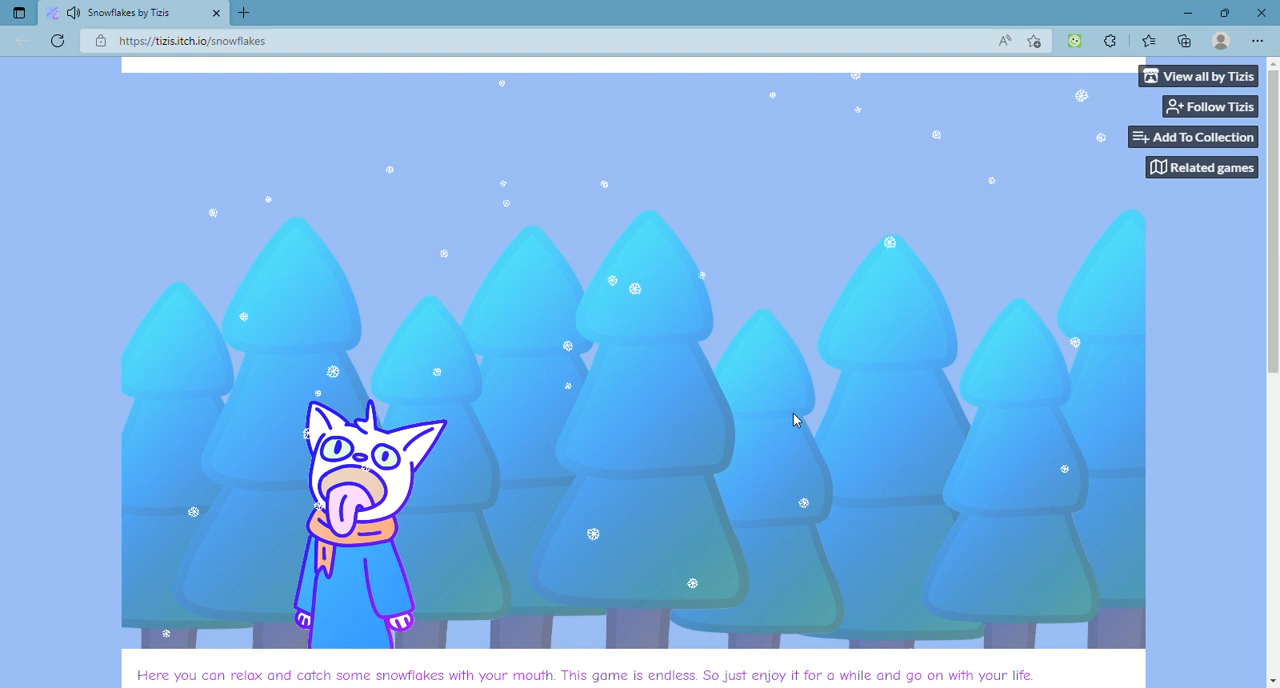 Snowflakes by Tizis
https://tizis.itch.io/snowflakes
View all by Tizis
Follow Tizis
Add To Collection
Related games
Here you can relax and catch some snowflakes with your mouth. This game is endless. So just enjoy it for a while and go on with your life.